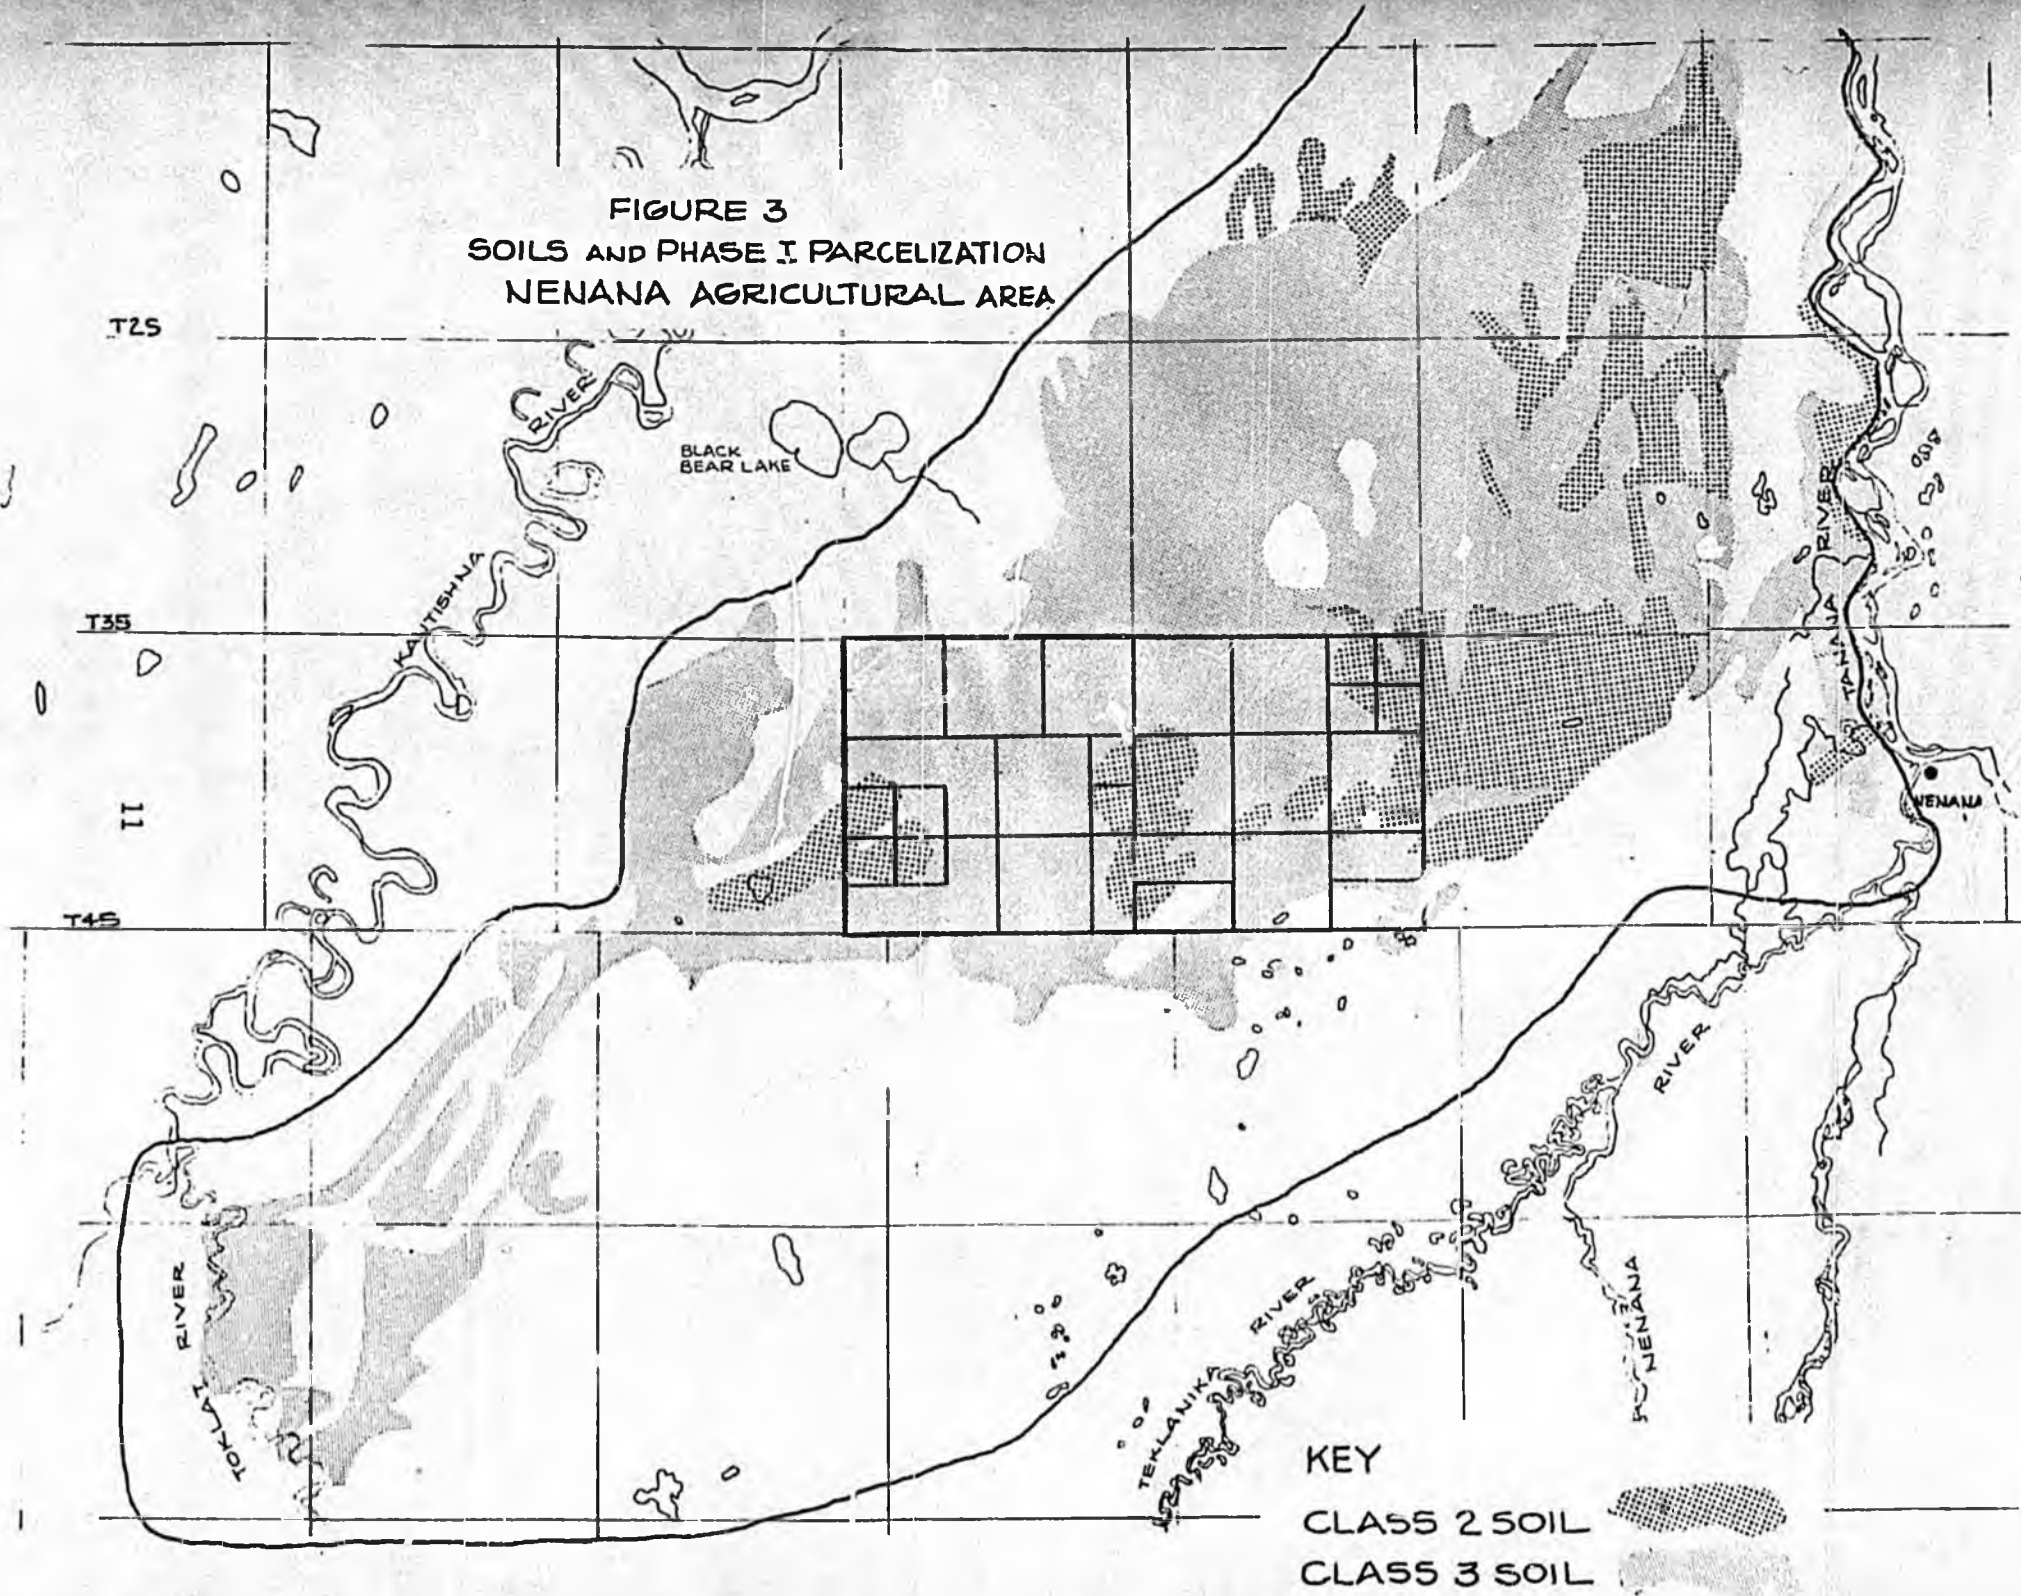 FIGURE 3
SOILS AND PHASE I PARCELIZATION
NENANA AGRICULTURAL AREA
T2S
RIVER
BLACK
BEAR LAKE
KANTISHNA
RIVER
T3S
TANANA
11
NENANA
T4S
RIVER
RIVER
TOKLAT
RIVER
TEKLANIKA
NENANA
KEY
CLASS 2 SOIL
CLASS 3 SOIL